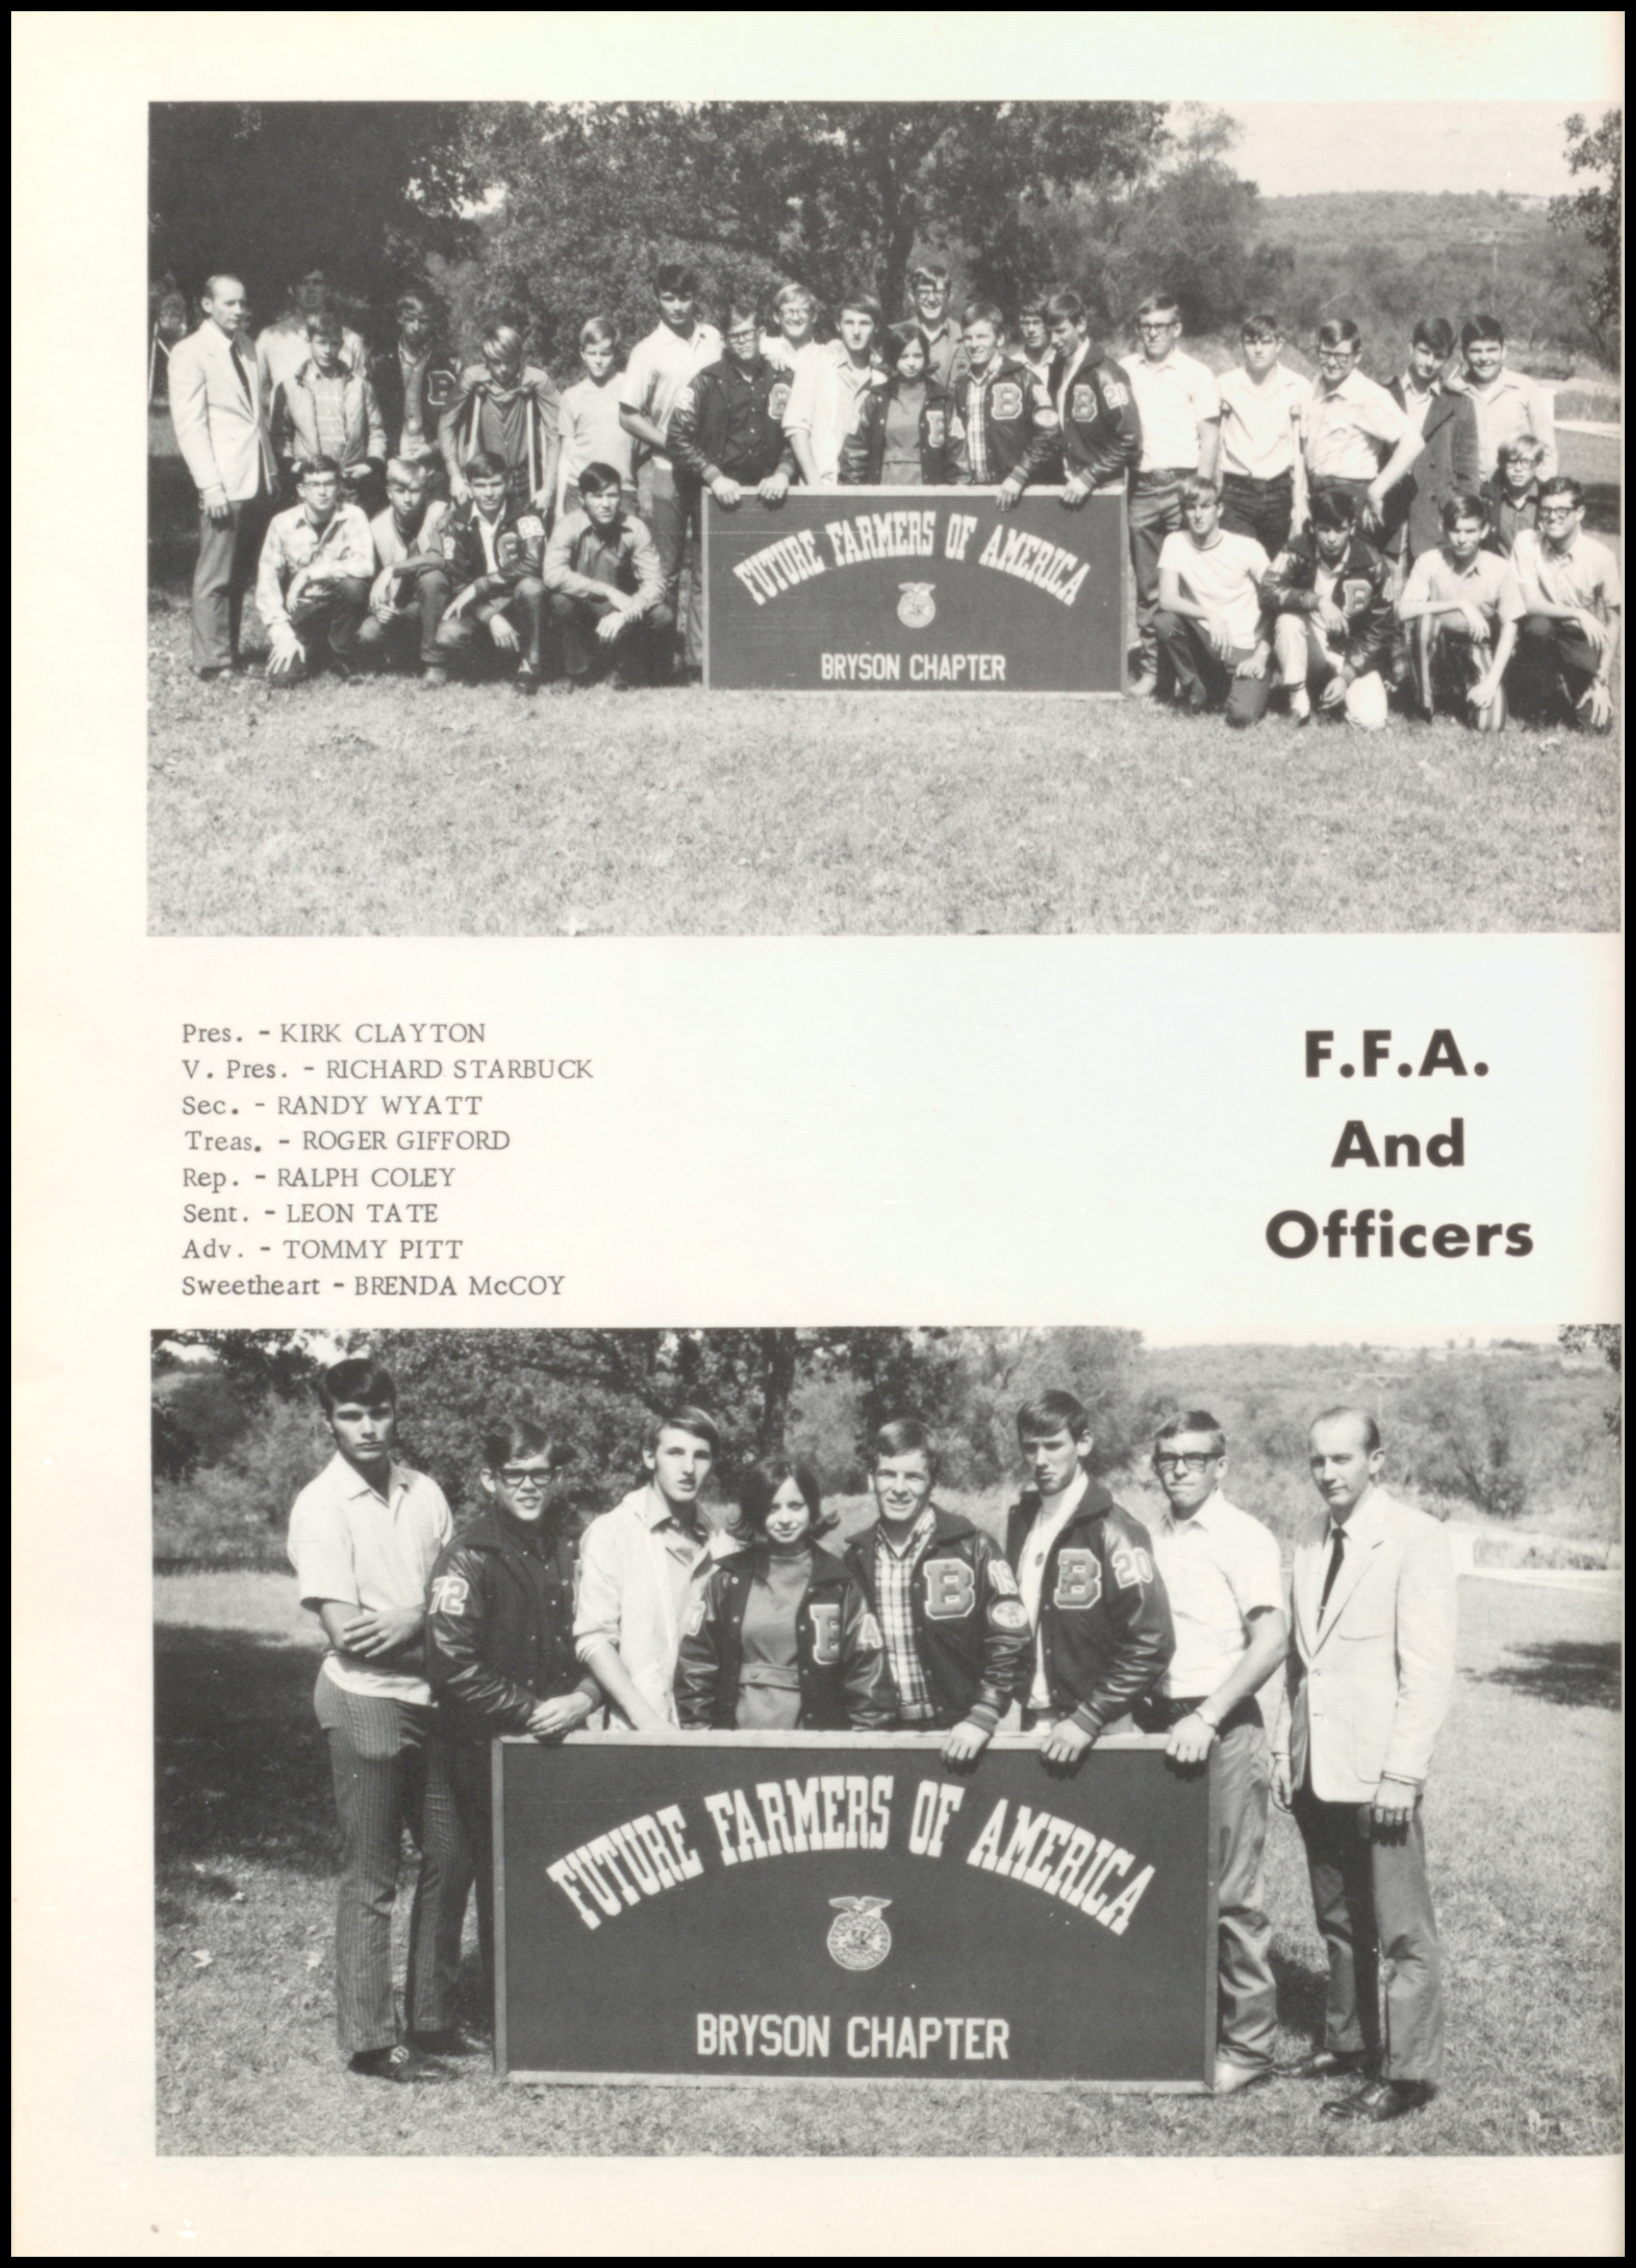 FUTURE FARMERS OF AMERICA
BRYSON CHAPTER
Pres. - KIRK CLAYTON
V. Pres. - RICHARD STARBUCK
Sec. - RANDY WYATT
Treas. - ROGER GIFFORD
Rep. - RALPH COLEY
Sent. - LEON TATE
Adv. - TOMMY PITT
Sweetheart - BRENDA McCOY
F.F.A.
And
Officers
72
B
B
20
FUTURE FARMERS OF AMERICA
BRYSON CHAPTER